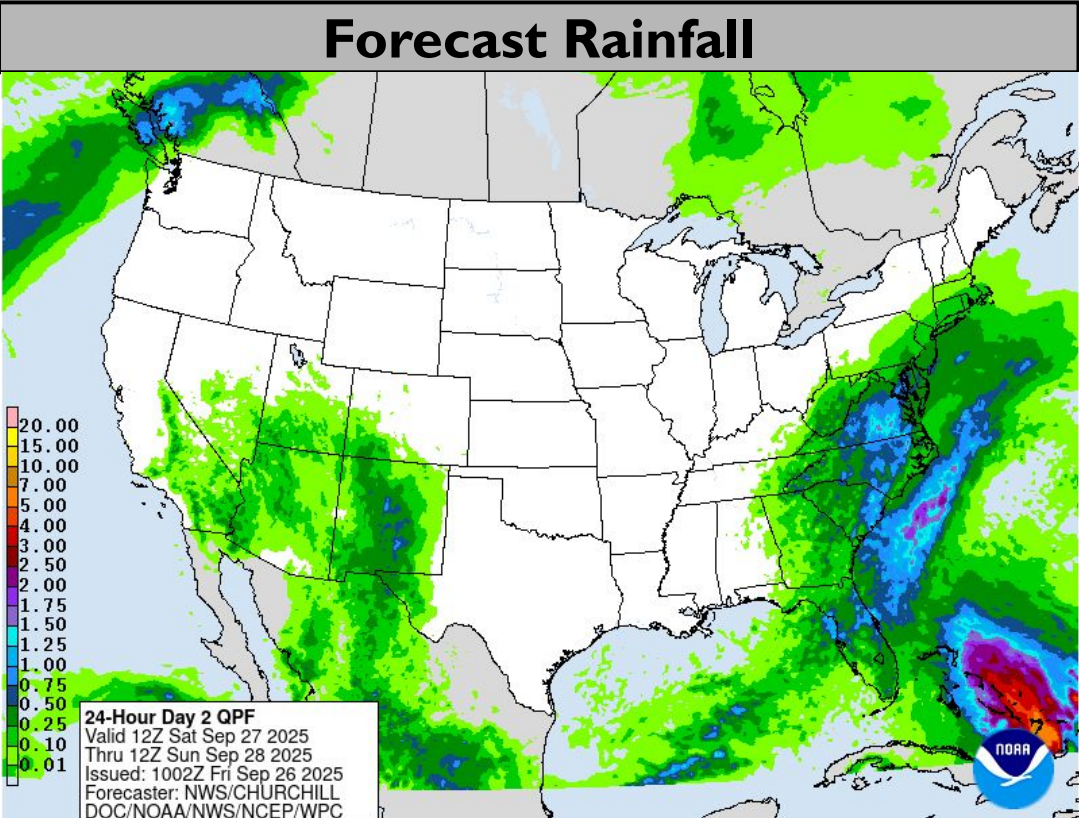 Forecast Rainfall
20.00
15.00
10.00
7.00
5.00
4.00
3.00
2.50
2.00
1.75
1.50
1.25
1.00
0.75
0.50
0.25
0.10
0.01
24-Hour Day 2 QPF
Valid 12Z Sat Sep 27 2025
Thru 12Z Sun Sep 28 2025
Issued: 1002Z Fri Sep 26 2025
Forecaster: NWS/CHURCHILL
DOC/NOAA/NWS/NCEP/WPC
NOAA